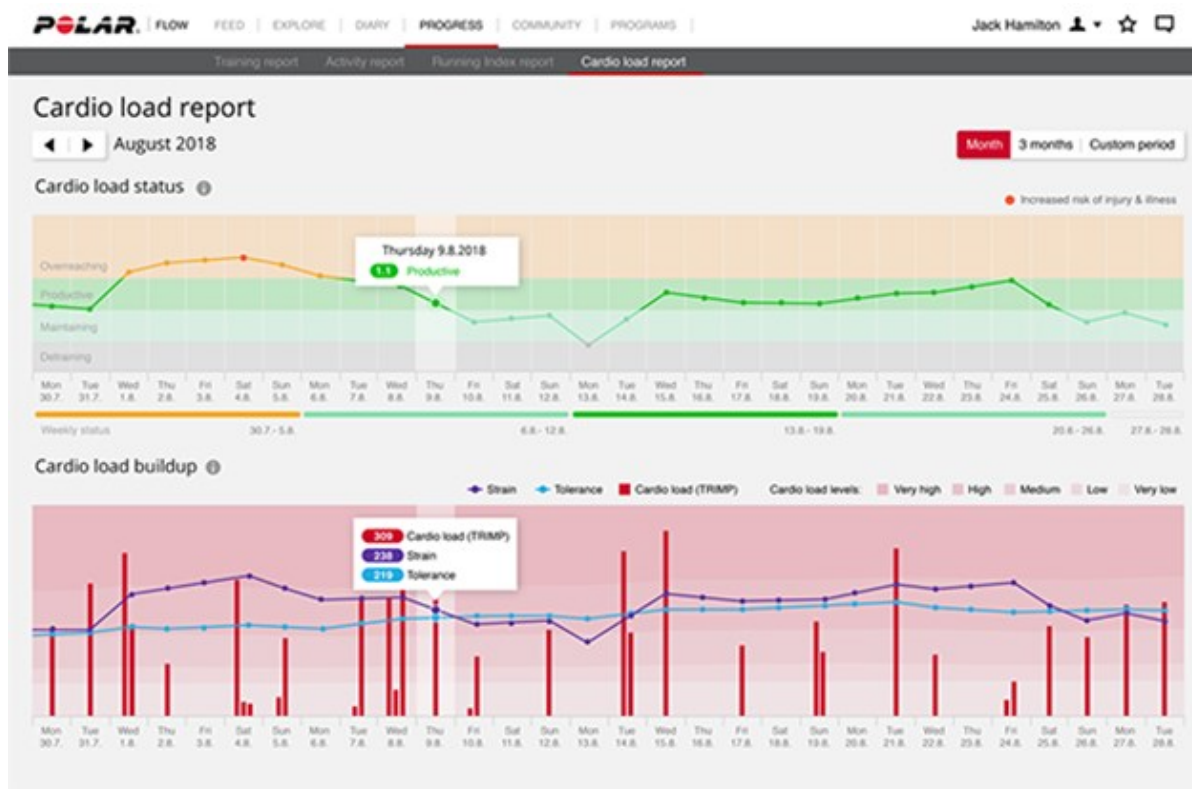 POLAR. FLOW FEED EXPLORE DIARY PROGRESS COMMUNITY PROGRAMS Jack Hamilton
Training report Activity report Running Index report Cardio load report
Cardio load report
August 2018 Month 3 months Custom period
Cardio load status
Increased risk of injury & illness
Thursday 9.8.2018
1.1 Productive
Overreaching
Productive
Maintaining
Detraining
Mon Tue Wed Thu Fri Sat Sun Mon Tue Wed Thu Fri Sat Sun Mon Tue Wed Thu Fri Sat Sun Mon Tue Wed Thu Fri Sat Sun Mon Tue
30.7. 31.7. 1.8. 2.8. 3.8. 4.8. 5.8. 6.8. 7.8. 8.8. 9.8. 10.8. 11.8. 12.8. 13.8. 14.8. 15.8. 16.8. 17.8. 18.8. 19.8. 20.8. 21.8. 22.8. 23.8. 24.8. 25.8. 26.8. 27.8. 28.8.
Weekly status 30.7.- 5.8. 6.8.- 12.8. 13.8.- 19.8. 20.8.- 26.8. 27.8.- 28.8.
Cardio load buildup
Strain Tolerance Cardio load (TRIMP) Cardio load levels: Very high High Medium Low Very low
309 Cardio load (TRIMP)
238 Strain
219 Tolerance
Mon Tue Wed Thu Fri Sat Sun Mon Tue Wed Thu Fri Sat Sun Mon Tue Wed Thu Fri Sat Sun Mon Tue Wed Thu Fri Sat Sun Mon Tue
30.7. 31.7. 1.8. 2.8. 3.8. 4.8. 5.8. 6.8. 7.8. 8.8. 9.8. 10.8. 11.8. 12.8. 13.8. 14.8. 15.8. 16.8. 17.8. 18.8. 19.8. 20.8. 21.8. 22.8. 23.8. 24.8. 25.8. 26.8. 27.8. 28.8.